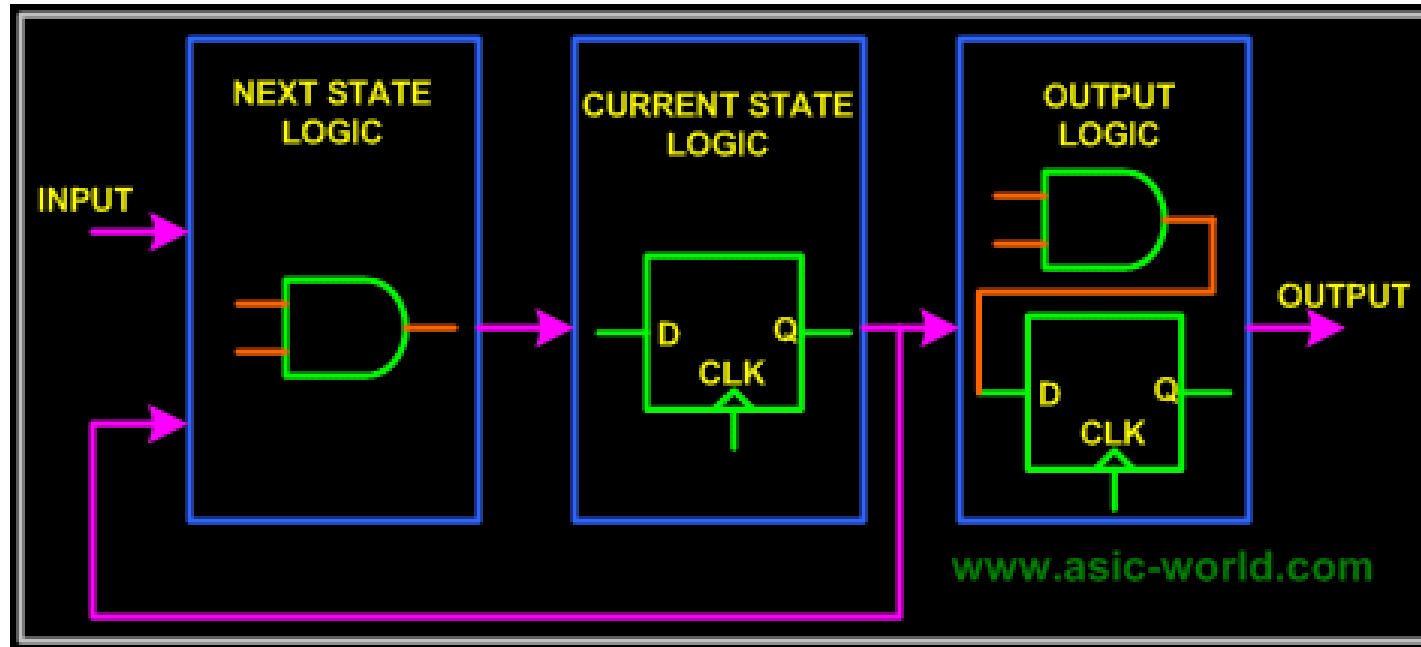 NEXT STATE
LOGIC
CURRENT STATE
LOGIC
OUTPUT
LOGIC
INPUT
D
Q
CLK
D
Q
CLK
OUTPUT
www.asic-world.com